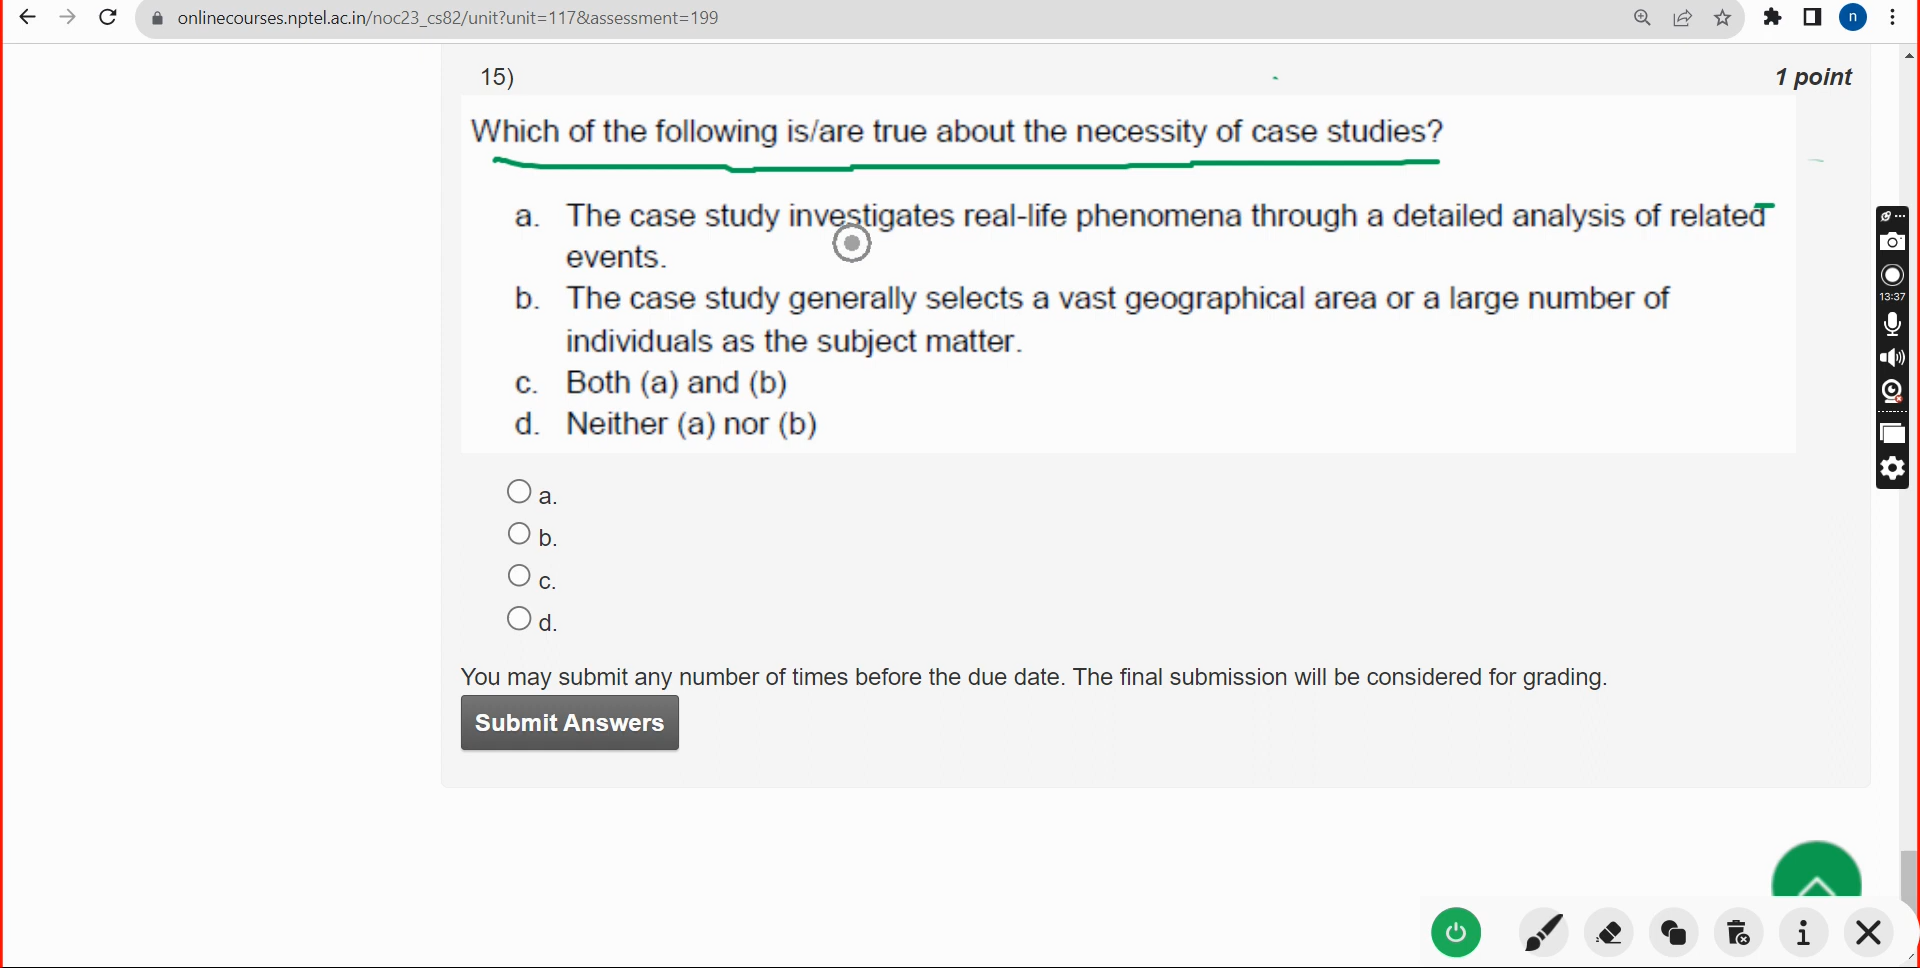 onlinecourses.nptel.ac.in/noc23_cs82/unit?unit=117&assessment=199
n
15)
1 point
Which of the following is/are true about the necessity of case studies?
a. The case study investigates real-life phenomena through a detailed analysis of related
events.
b. The case study generally selects a vast geographical area or a large number of
individuals as the subject matter.
c. Both (a) and (b)
d. Neither (a) nor (b)
13:37
a.
b.
c.
d.
You may submit any number of times before the due date. The final submission will be considered for grading.
Submit Answers